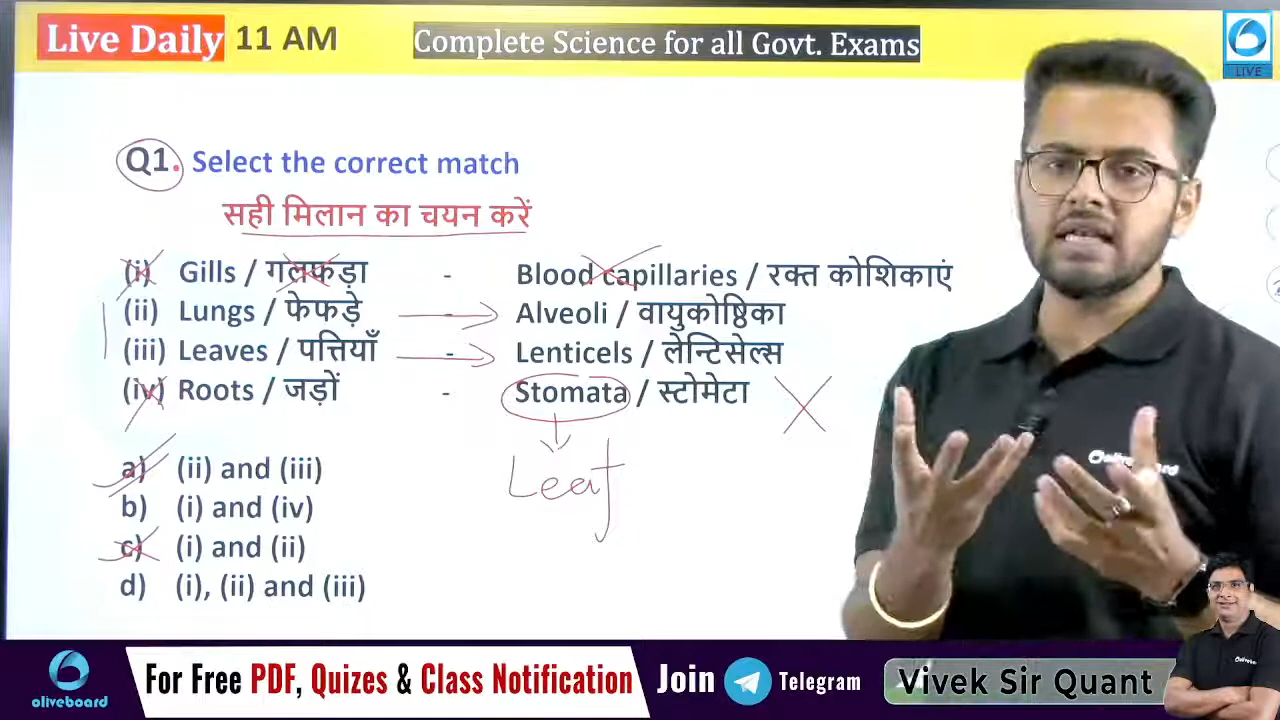 Live Daily 11 AM
Complete Science for all Govt. Exams
LIVE
Q1. Select the correct match
सही मिलान का चयन करें
(i) Gills / गलफड़ा - Blood capillaries / रक्त कोशिकाएं
(ii) Lungs / फेफड़े - Alveoli / वायुकोष्ठिका
(iii) Leaves / पत्तियाँ - Lenticels / लेन्टिसेल्स
(iv) Roots / जड़ों - Stomata / स्टोमेटा
Leaf
a) (ii) and (iii)
b) (i) and (iv)
c) (i) and (ii)
d) (i), (ii) and (iii)
Oliveboard
oliveboard
For Free PDF, Quizes & Class Notification
Join Telegram
Vivek Sir Quant